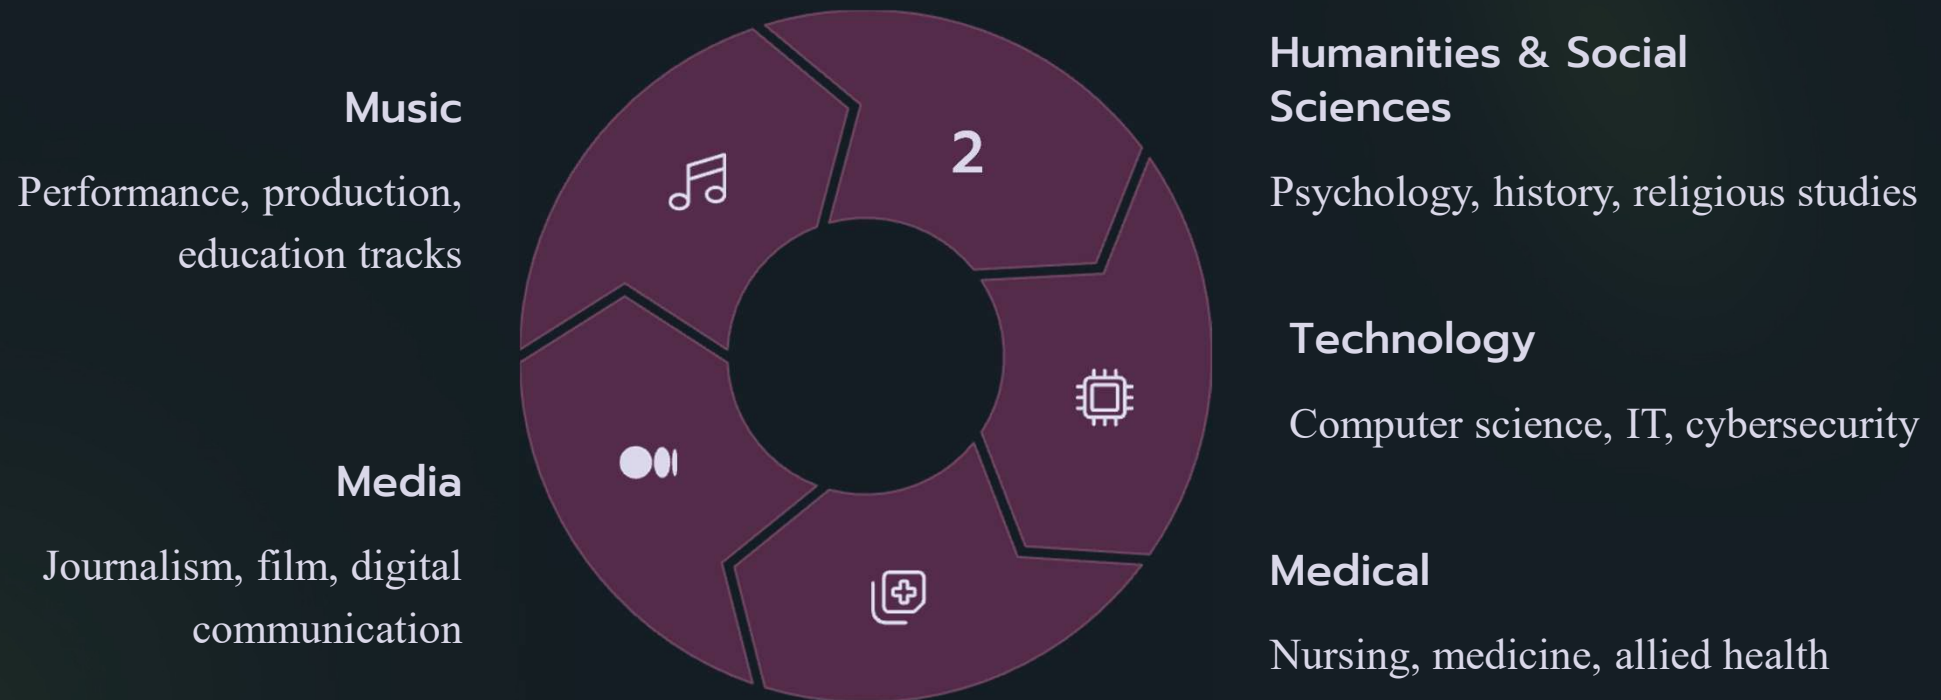 Music
Performance, production,
education tracks
Media
Journalism, film, digital
communication
2
Humanities & Social
Sciences
Psychology, history, religious studies
Technology
Computer science, IT, cybersecurity
Medical
Nursing, medicine, allied health